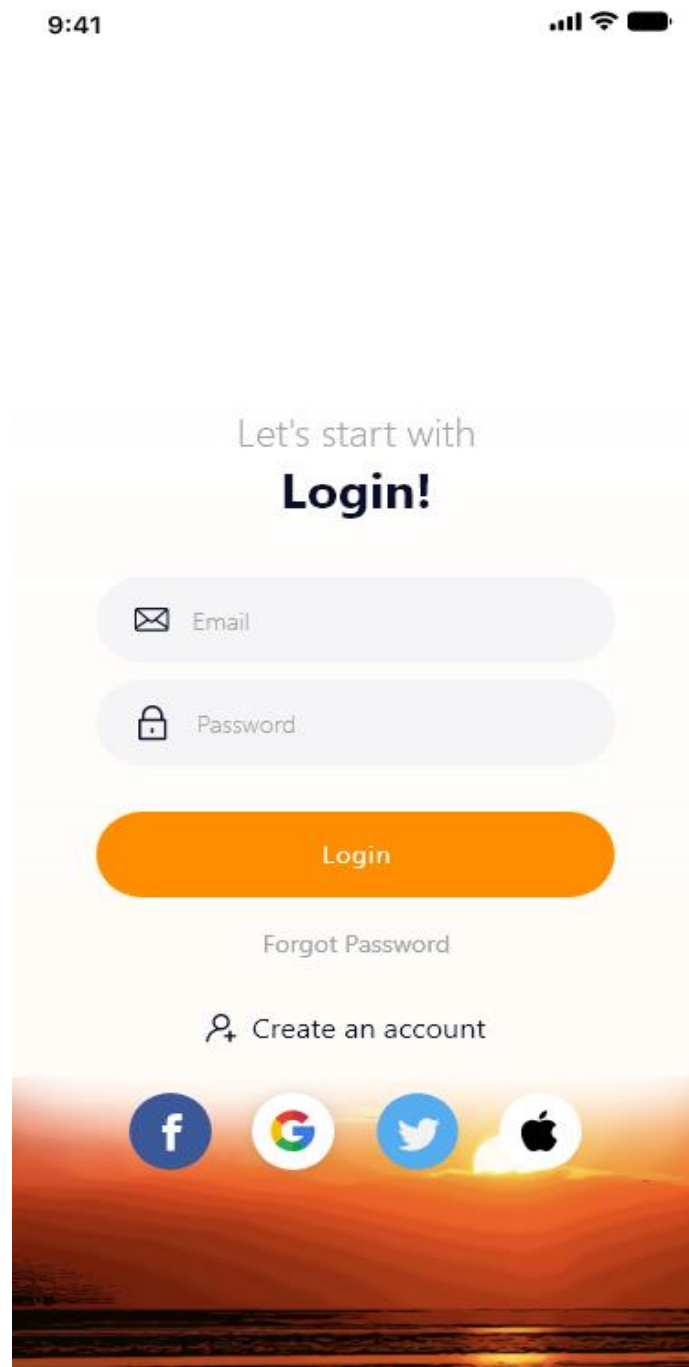 9:41
Let's start with
Login!
Email
Password
Login
Forgot Password
Create an account